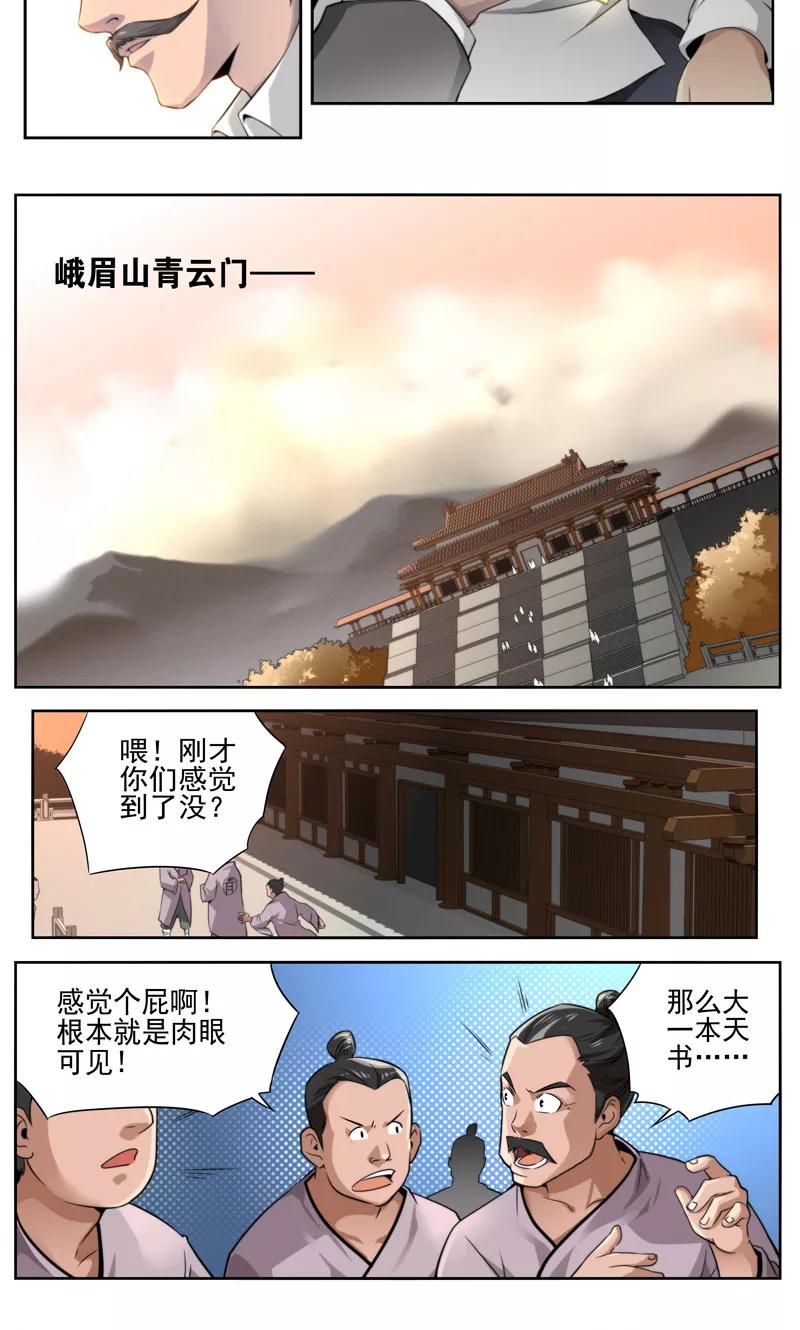 峨眉山青云门——
喂！刚才
你们感觉
到了没？
感觉个屁啊！
根本就是肉眼
可见！
那么大
一本天
书……